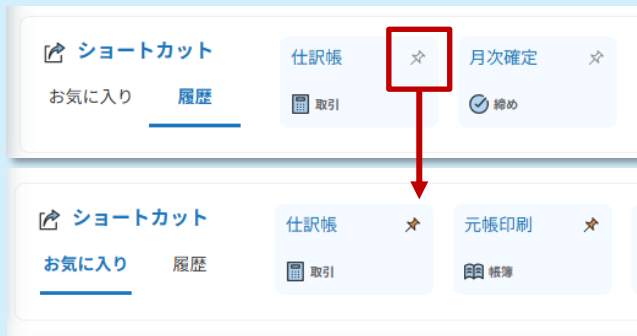 ショートカット
お気に入り 履歴
仕訳帳 月次確定
取引 締め
ショートカット
お気に入り 履歴
仕訳帳 元帳印刷
取引 帳簿